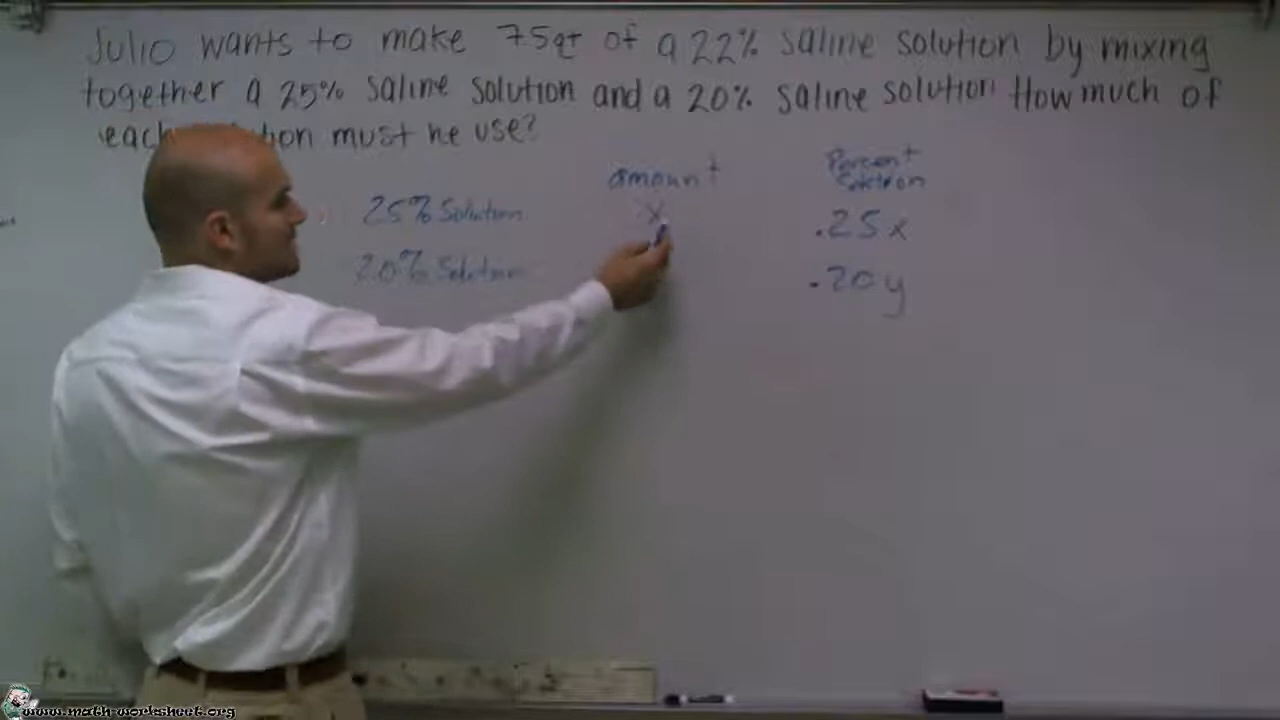 Julio wants to make 75qt of a 22% saline solution by mixing
together a 25% saline solution and a 20% saline solution How much of
each must he use?
amount
Percent
Solution
25% Solution
x
.25x
20% Solution
.20y
www.math-worksheet.org